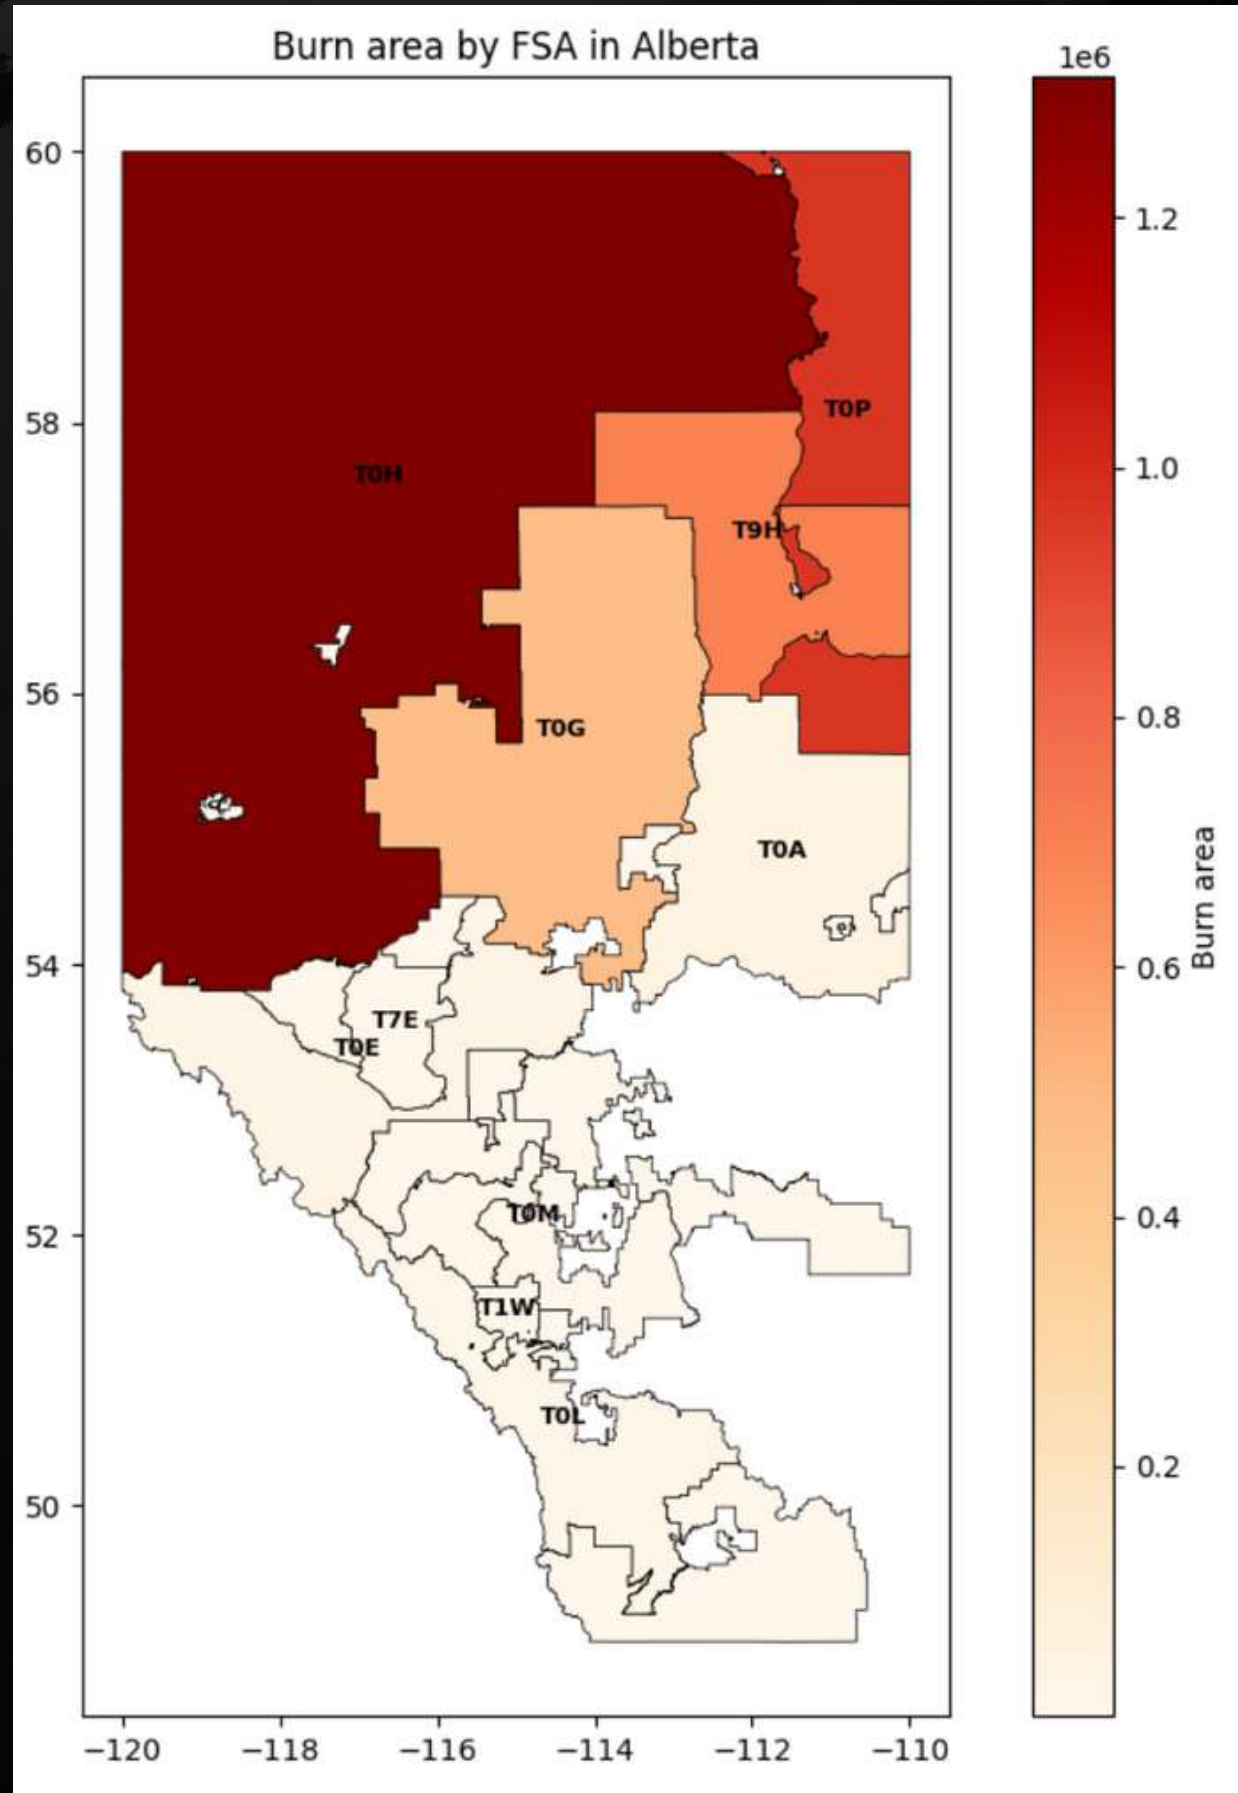 Burn area by FSA in Alberta
1e6
60
58
56
54
52
50
−120 −118 −116 −114 −112 −110
T0P
T0H
T9H
T0G
T0A
T7E
T0E
T0M
T1W
T0L
1.2
1.0
0.8
0.6
0.4
0.2
Burn area